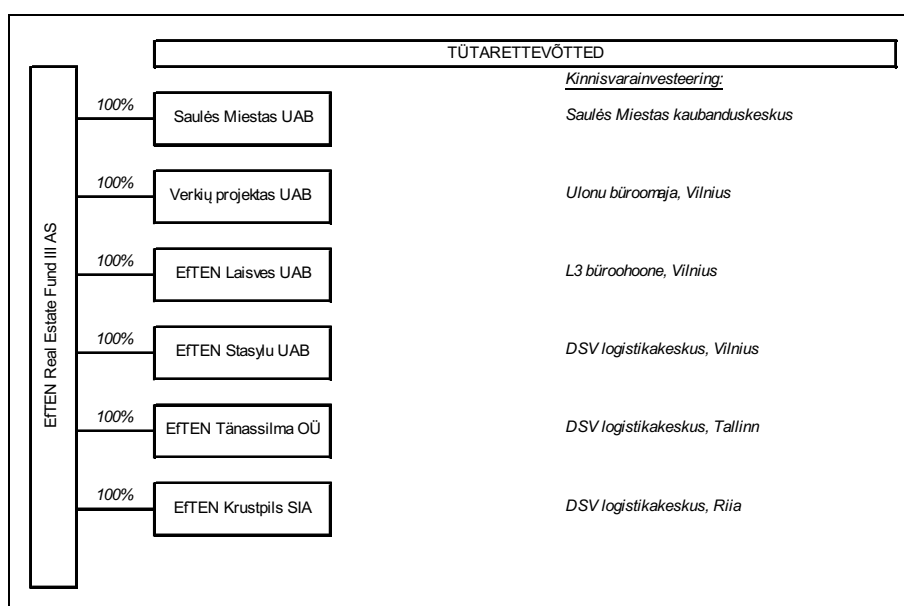 TÜTARETTEVÕTTED
Kinnisvarainvesteering:
EfTEN Real Estate Fund III AS
100%
Saulės Miestas UAB
Saulės Miestas kaubanduskeskus
100%
Verkių projektas UAB
Ulonu büroomaja, Vilnius
100%
EfTEN Laisves UAB
L3 büroohoone, Vilnius
100%
EfTEN Stasylu UAB
DSV logistikakeskus, Vilnius
100%
EfTEN Tänassilma OÜ
DSV logistikakeskus, Tallinn
100%
EfTEN Krustpils SIA
DSV logistikakeskus, Riia